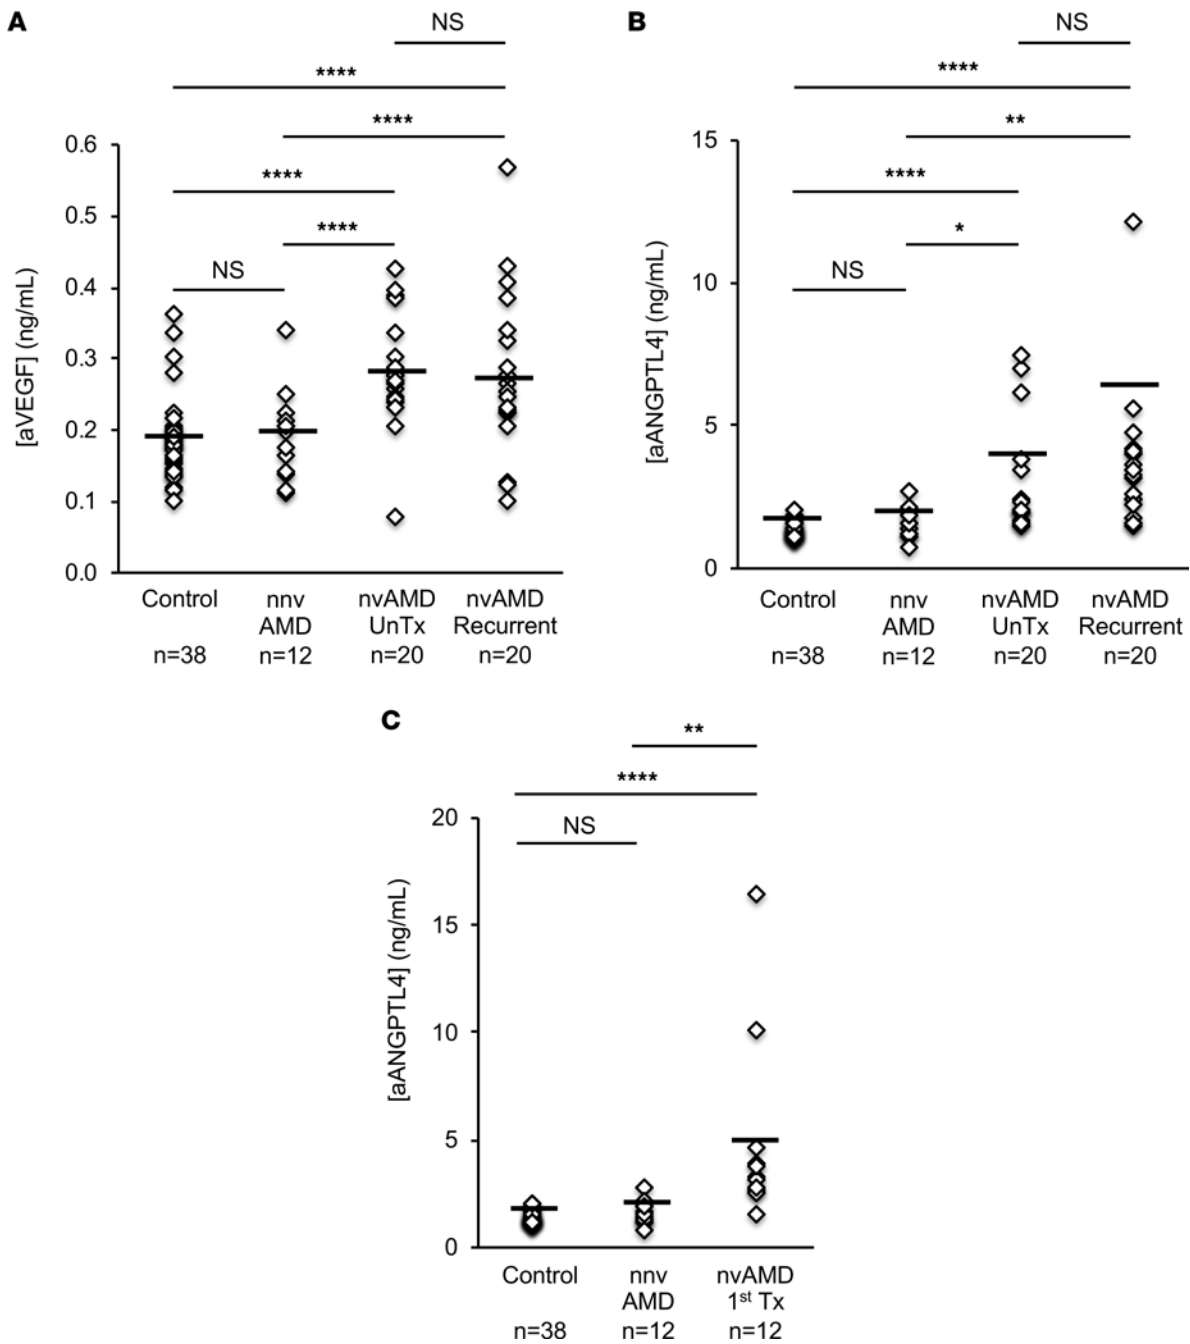 A
NS
****
****
****
****
NS
[aVEGF] (ng/mL)
0.6
0.5
0.4
0.3
0.2
0.1
0.0
Control
nnv
AMD
nvAMD
UnTx
nvAMD
Recurrent
n=38
n=12
n=20
n=20
B
NS
****
**
****
*
NS
[aANGPTL4] (ng/mL)
15
10
5
0
Control
nnv
AMD
nvAMD
UnTx
nvAMD
Recurrent
n=38
n=12
n=20
n=20
C
**
****
NS
[aANGPTL4] (ng/mL)
20
15
10
5
0
Control
nnv
AMD
nvAMD
1st Tx
n=38
n=12
n=12